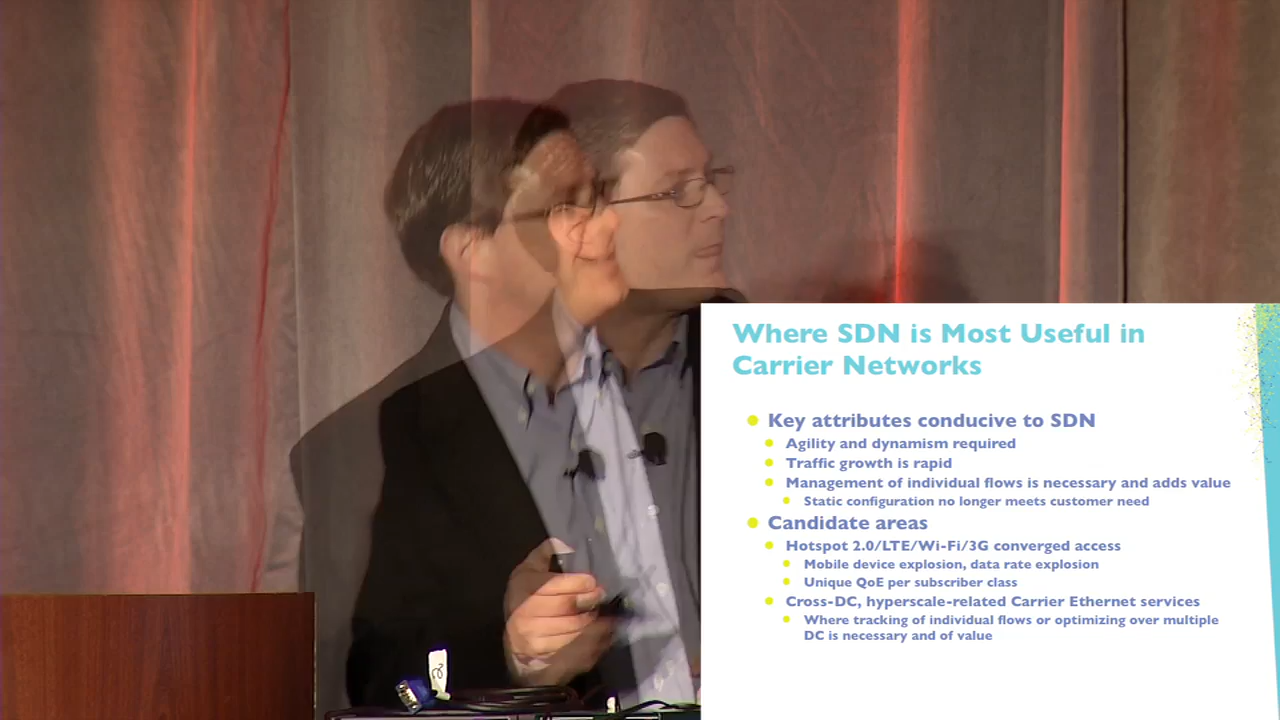 Where SDN is Most Useful in
Carrier Networks
Key attributes conducive to SDN
Agility and dynamism required
Traffic growth is rapid
Management of individual flows is necessary and adds value
Static configuration no longer meets customer need
Candidate areas
Hotspot 2.0/LTE/Wi-Fi/3G converged access
Mobile device explosion, data rate explosion
Unique QoE per subscriber class
Cross-DC, hyperscale-related Carrier Ethernet services
Where tracking of individual flows or optimizing over multiple
DC is necessary and of value